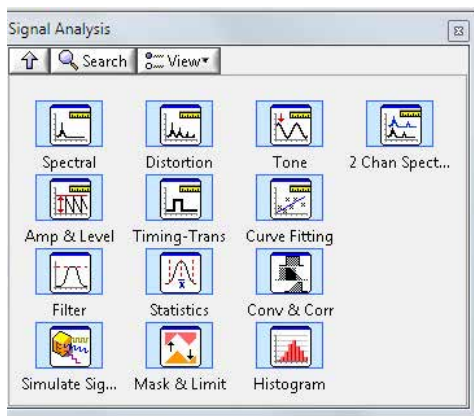 Signal Analysis
Search View
Spectral Distortion Tone 2 Chan Spect...
Amp & Level Timing-Trans Curve Fitting
Filter Statistics Conv & Corr
Simulate Sig... Mask & Limit Histogram